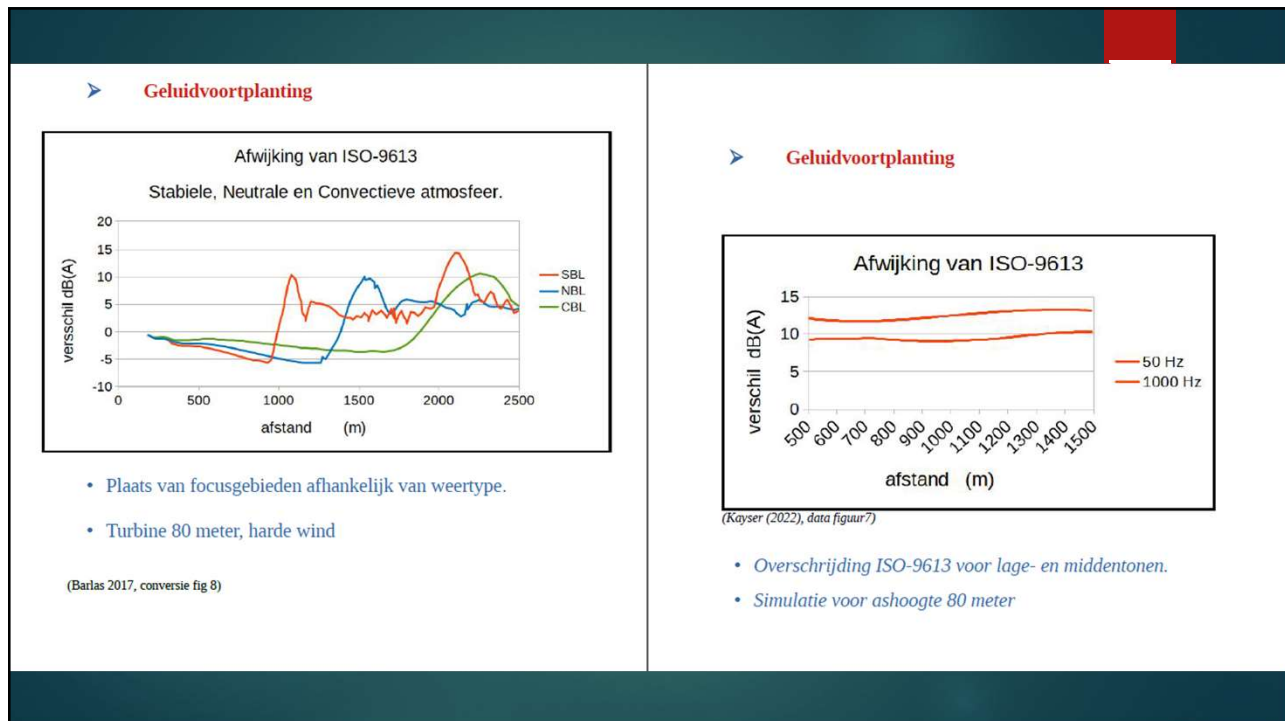 ➢ Geluidvoortplanting
Afwijking van ISO-9613
Stabiele, Neutrale en Convectieve atmosfeer.
versschil dB(A)
20
15
10
5
0
-5
-10
0 500 1000 1500 2000 2500
afstand (m)
SBL
NBL
CBL
• Plaats van focusgebieden afhankelijk van weertype.
• Turbine 80 meter, harde wind
(Barlas 2017, conversie fig 8)
➢ Geluidvoortplanting
Afwijking van ISO-9613
verschil dB(A)
15
10
5
0
500 600 700 800 900 1000 1100 1200 1300 1400 1500
afstand (m)
50 Hz
1000 Hz
(Kayser (2022), data figuur7)
• Overschrijding ISO-9613 voor lage- en middentonen.
• Simulatie voor ashoogte 80 meter